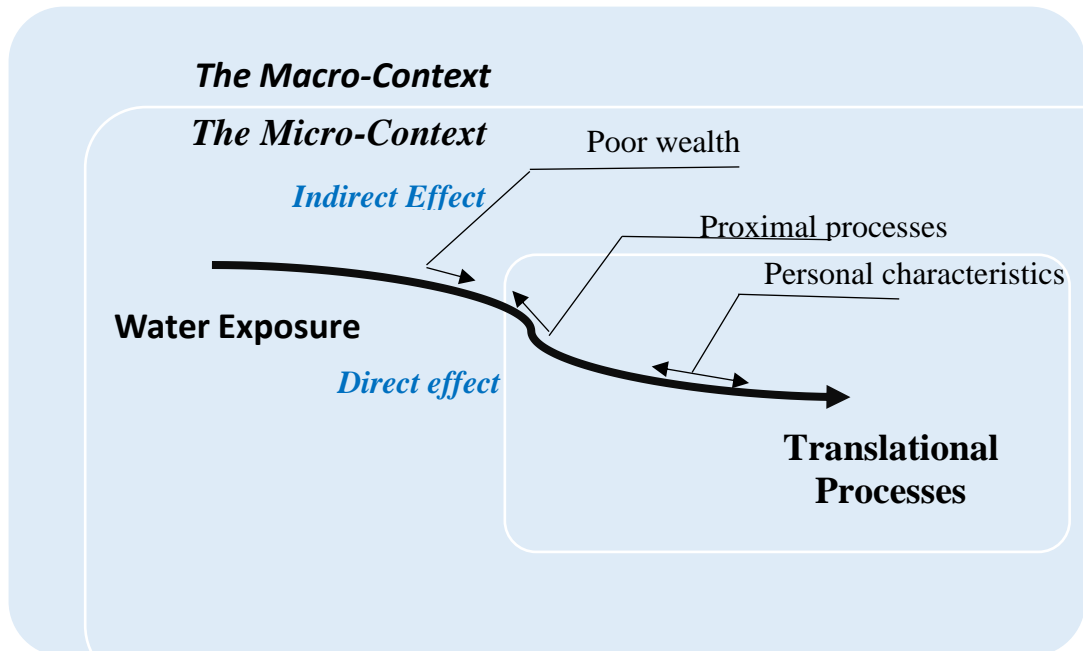 The Macro-Context
The Micro-Context
Poor wealth
Indirect Effect
Proximal processes
Personal characteristics
Water Exposure
Direct effect
Translational
Processes